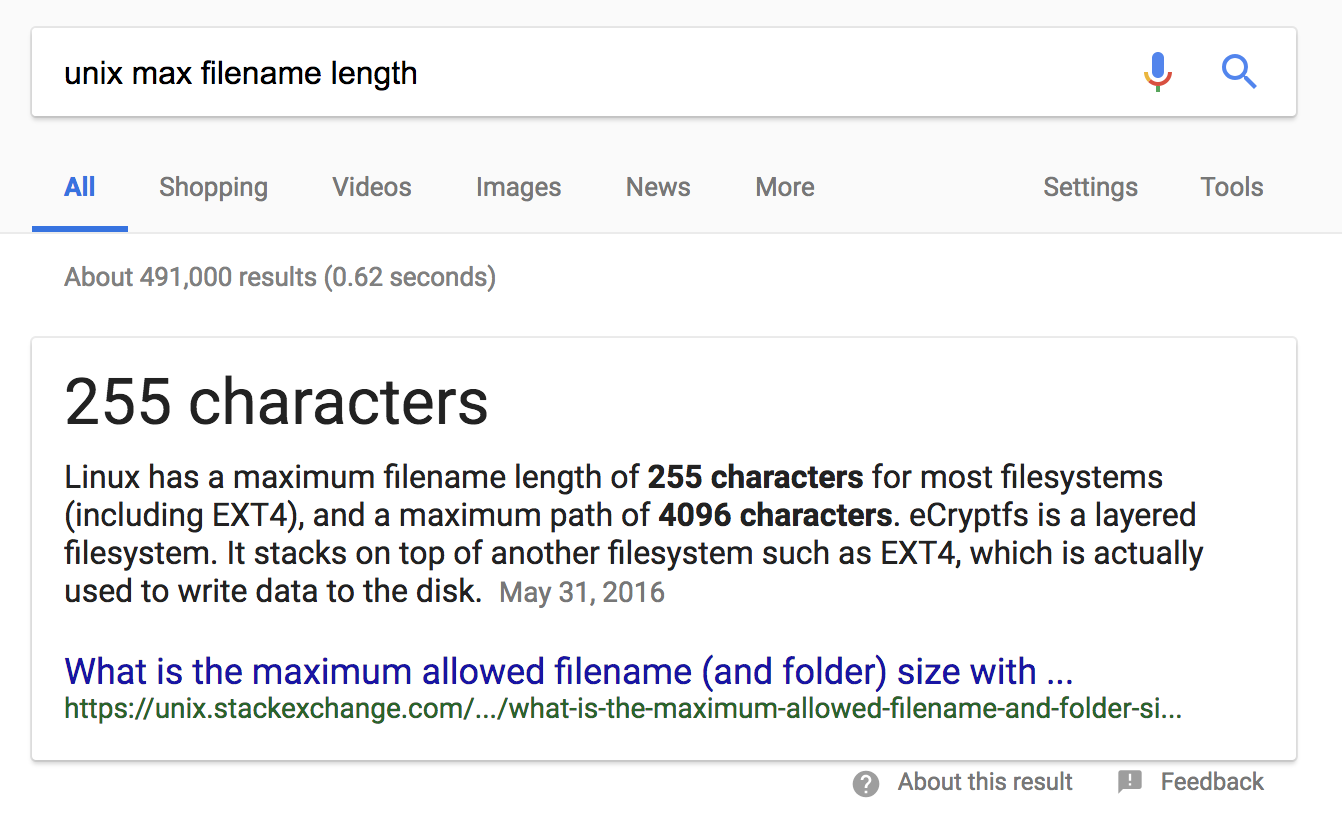 unix max filename length
All Shopping Videos Images News More Settings Tools
About 491,000 results (0.62 seconds)
255 characters
Linux has a maximum filename length of 255 characters for most filesystems
(including EXT4), and a maximum path of 4096 characters. eCryptfs is a layered
filesystem. It stacks on top of another filesystem such as EXT4, which is actually
used to write data to the disk. May 31, 2016
What is the maximum allowed filename (and folder) size with ...
https://unix.stackexchange.com/.../what-is-the-maximum-allowed-filename-and-folder-si...
About this result Feedback